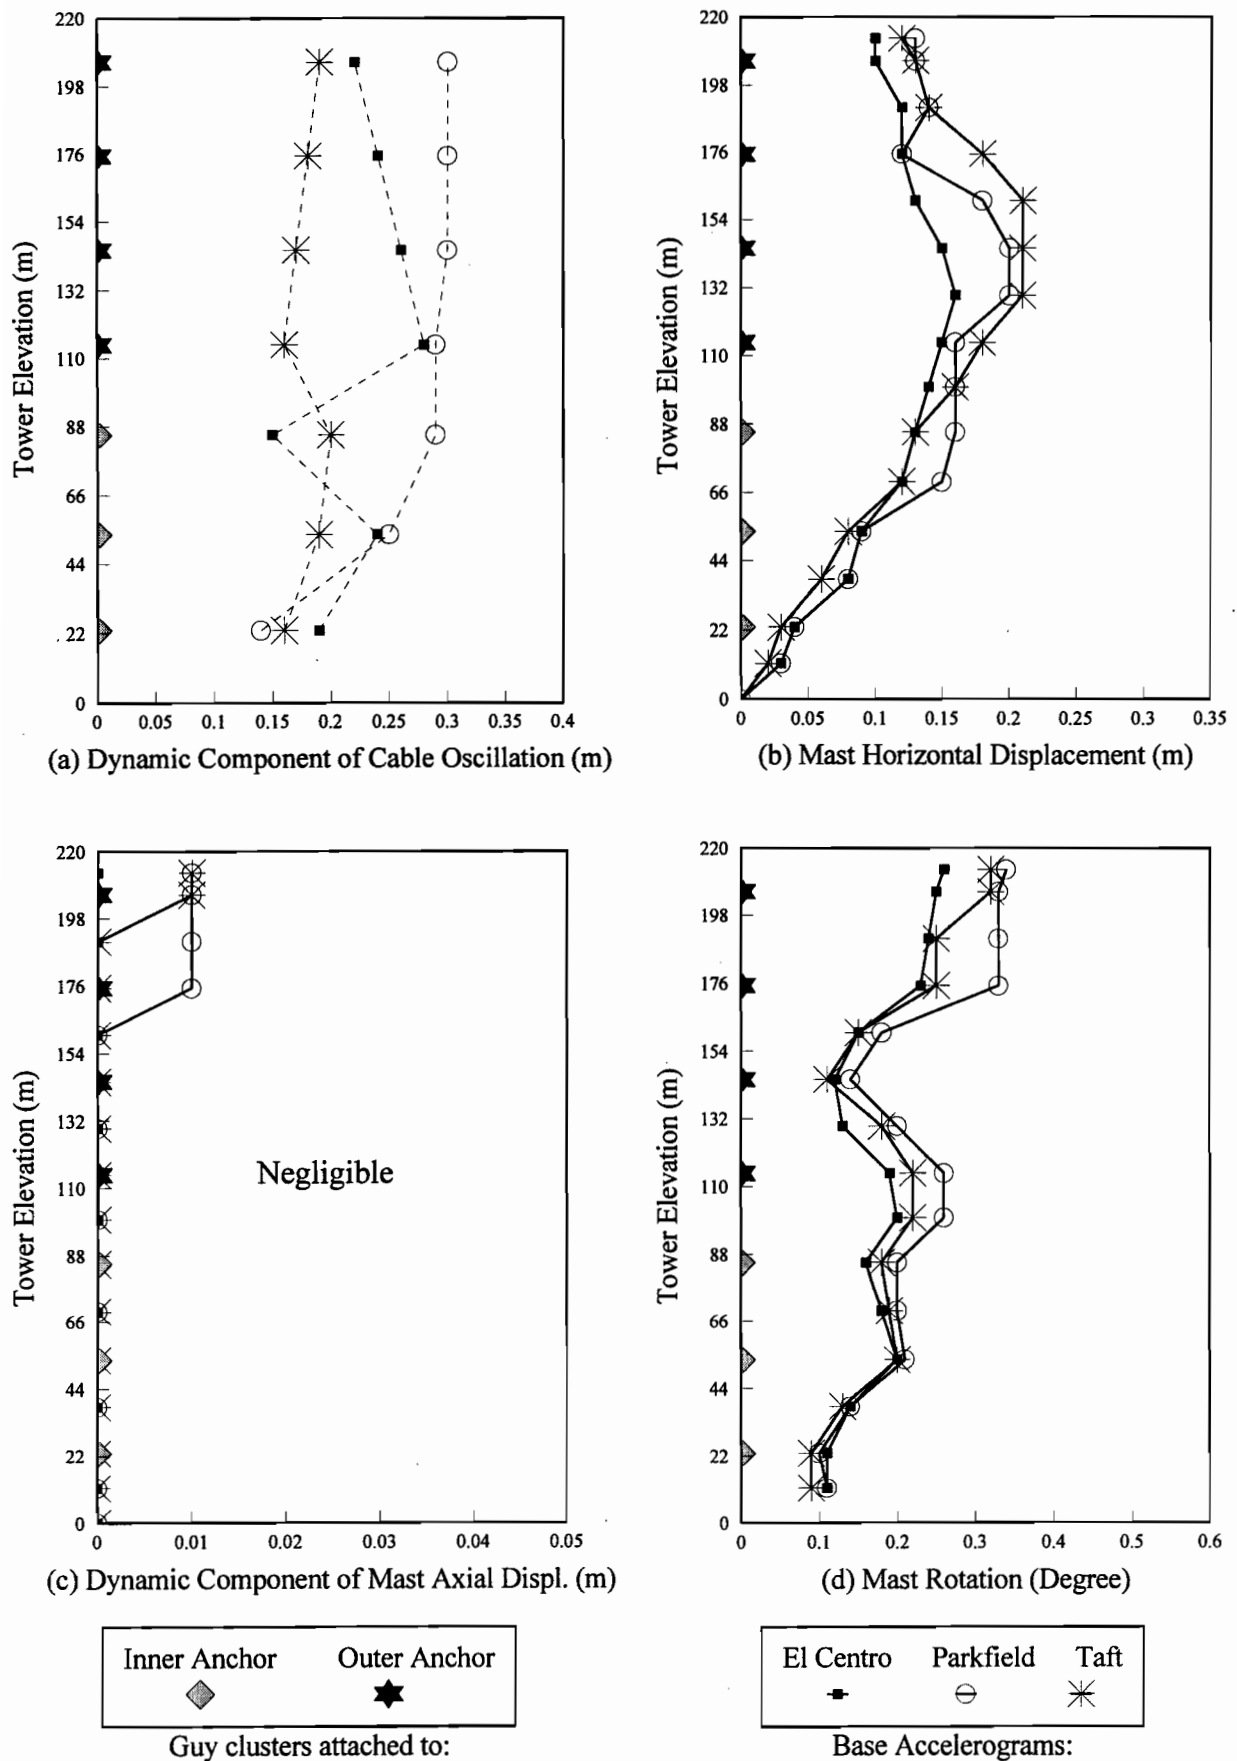 220
198
176
154
132
110
88
66
44
22
0
Tower Elevation (m)
0 0.05 0.1 0.15 0.2 0.25 0.3 0.35 0.4
(a) Dynamic Component of Cable Oscillation (m)
220
198
176
154
132
110
88
66
44
22
0
Tower Elevation (m)
0 0.05 0.1 0.15 0.2 0.25 0.3 0.35
(b) Mast Horizontal Displacement (m)
220
198
176
154
132
110
88
66
44
22
0
Tower Elevation (m)
Negligible
0 0.01 0.02 0.03 0.04 0.05
(c) Dynamic Component of Mast Axial Displ. (m)
220
198
176
154
132
110
88
66
44
22
0
Tower Elevation (m)
0 0.1 0.2 0.3 0.4 0.5 0.6
(d) Mast Rotation (Degree)
Inner Anchor Outer Anchor
Guy clusters attached to:
El Centro Parkfield Taft
Base Accelerograms: